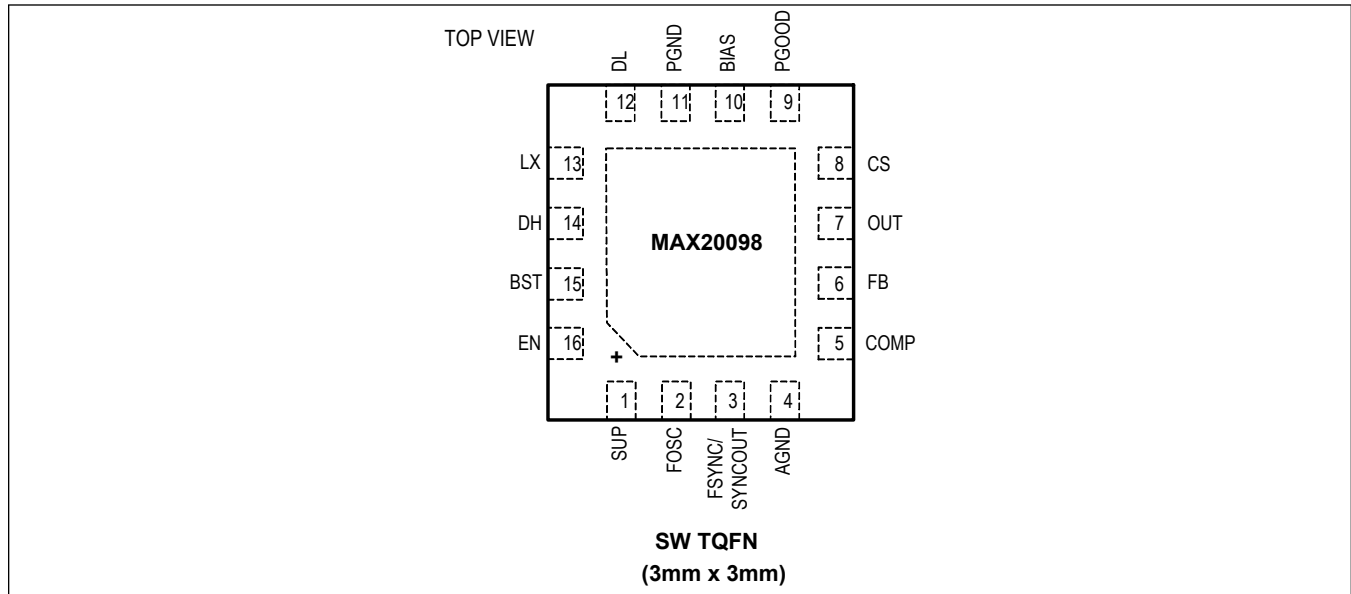 TOP VIEW
DL
PGND
BIAS
PGOOD
12
11
10
9
LX
13
8
CS
DH
14
7
OUT
MAX20098
BST
15
6
FB
EN
16
5
COMP
+
1
2
3
4
SUP
FOSC
FSYNC/
SYNCOUT
AGND
SW TQFN
(3mm x 3mm)